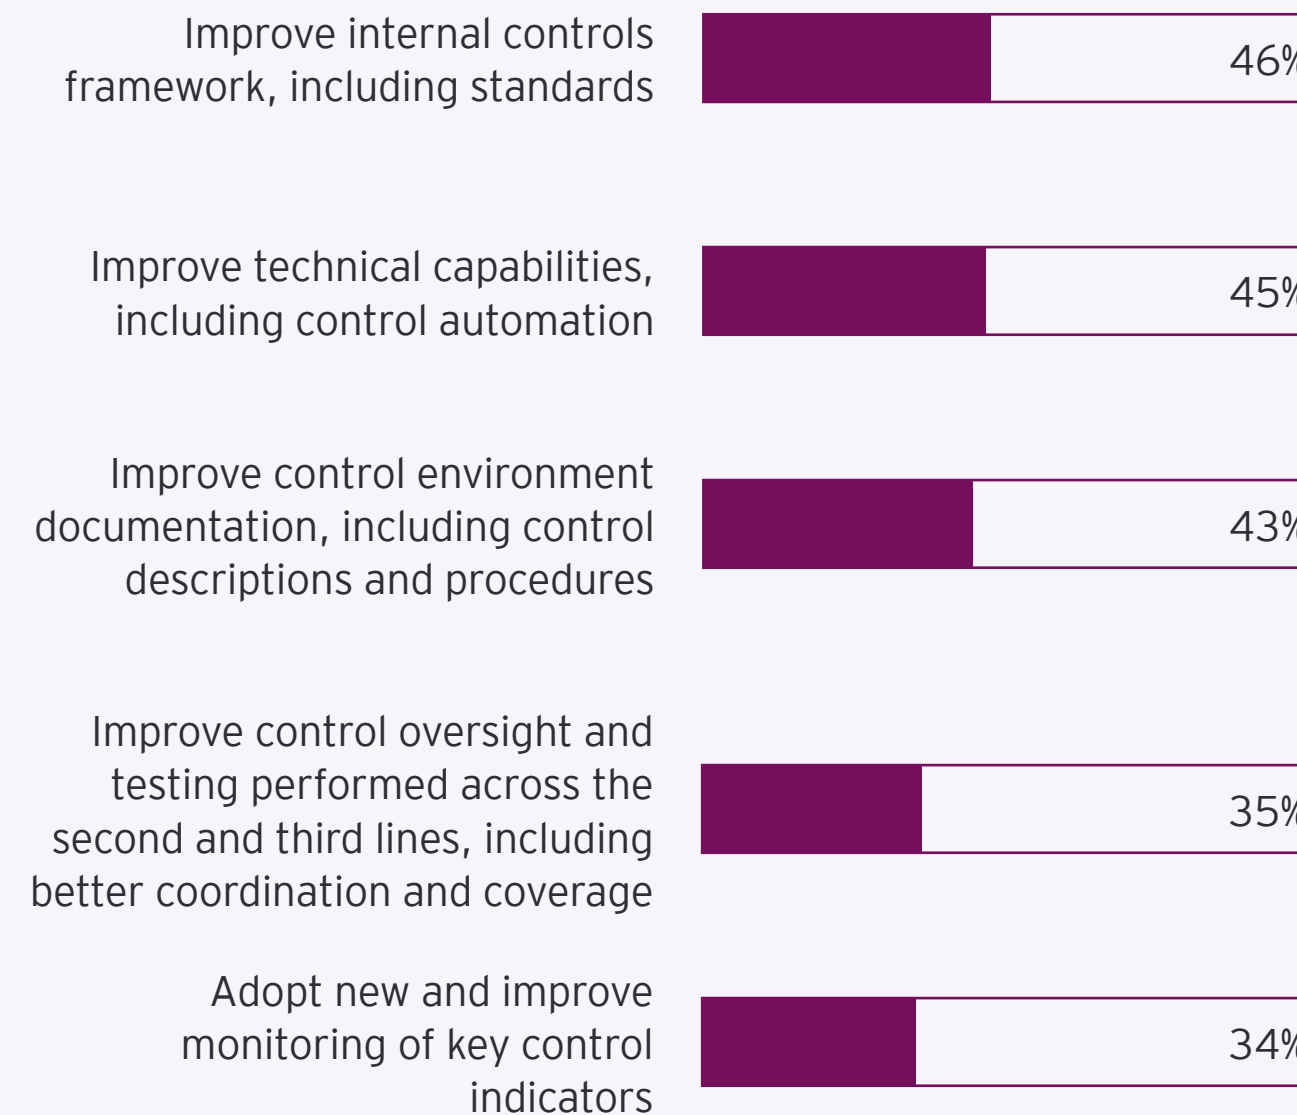 Improve internal controls
framework, including standards
46%
Improve technical capabilities,
including control automation
45%
Improve control environment
documentation, including control
descriptions and procedures
43%
Improve control oversight and
testing performed across the
second and third lines, including
better coordination and coverage
35%
Adopt new and improve
monitoring of key control
indicators
34%